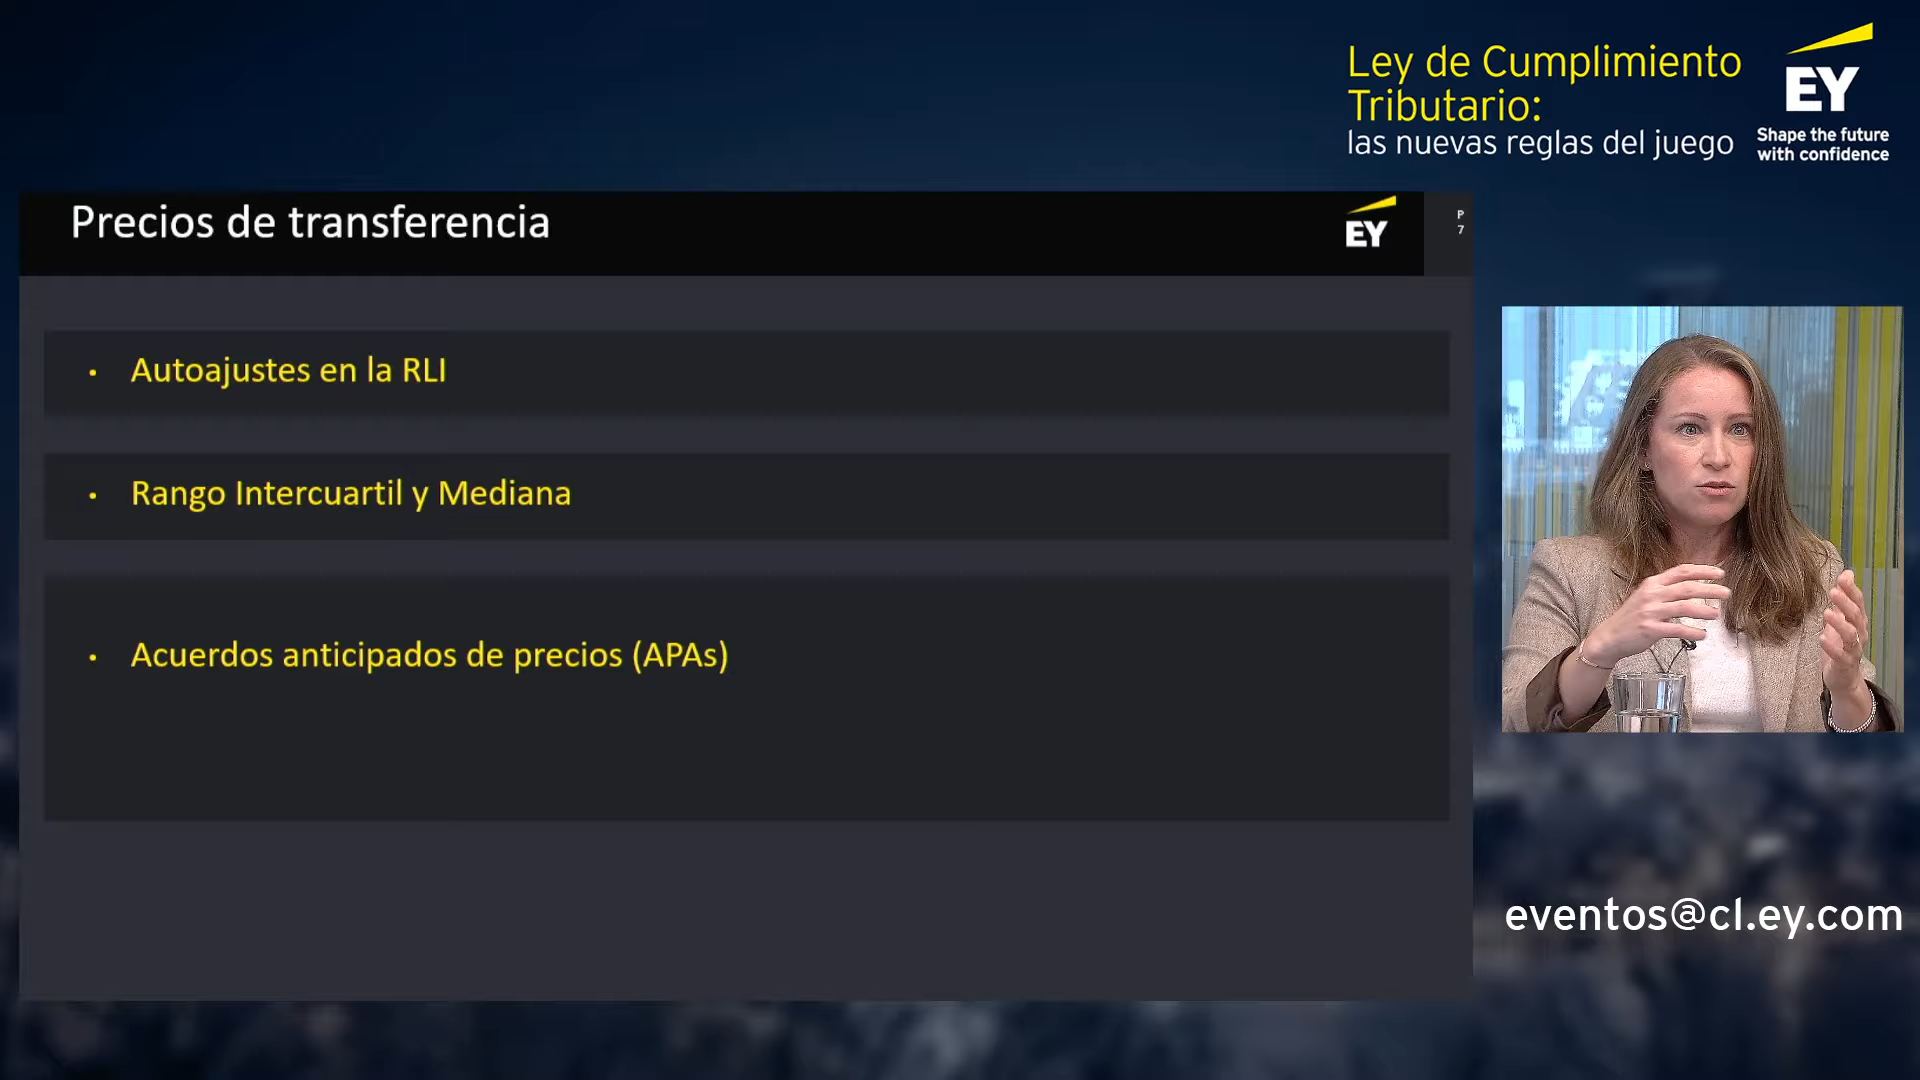 Ley de Cumplimiento
Tributario:
las nuevas reglas del juego
EY
Shape the future
with confidence
Precios de transferencia
EY
P
7
• Autoajustes en la RLI
• Rango Intercuartil y Mediana
• Acuerdos anticipados de precios (APAs)
eventos@cl.ey.com